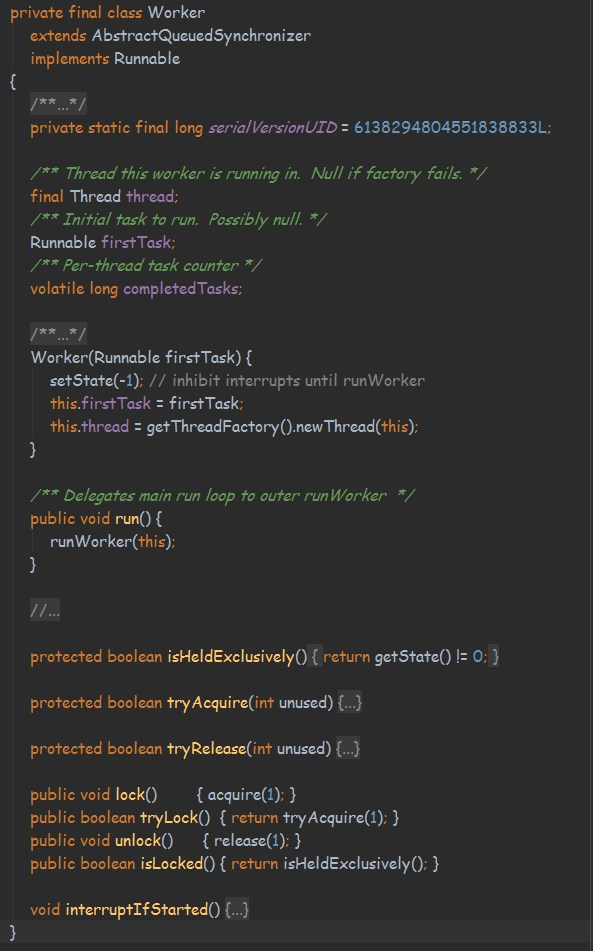 private final class Worker
    extends AbstractQueuedSynchronizer
    implements Runnable
{
    /**...*/
    private static final long serialVersionUID = 6138294804551838833L;

    /** Thread this worker is running in.  Null if factory fails. */
    final Thread thread;
    /** Initial task to run.  Possibly null. */
    Runnable firstTask;
    /** Per-thread task counter */
    volatile long completedTasks;

    /**...*/
    Worker(Runnable firstTask) {
        setState(-1); // inhibit interrupts until runWorker
        this.firstTask = firstTask;
        this.thread = getThreadFactory().newThread(this);
    }

    /** Delegates main run loop to outer runWorker  */
    public void run() {
        runWorker(this);
    }

    //...

    protected boolean isHeldExclusively() { return getState() != 0; }

    protected boolean tryAcquire(int unused) {...}

    protected boolean tryRelease(int unused) {...}

    public void lock()        { acquire(1); }
    public boolean tryLock()  { return tryAcquire(1); }
    public void unlock()      { release(1); }
    public boolean isLocked() { return isHeldExclusively(); }

    void interruptIfStarted() {...}
}